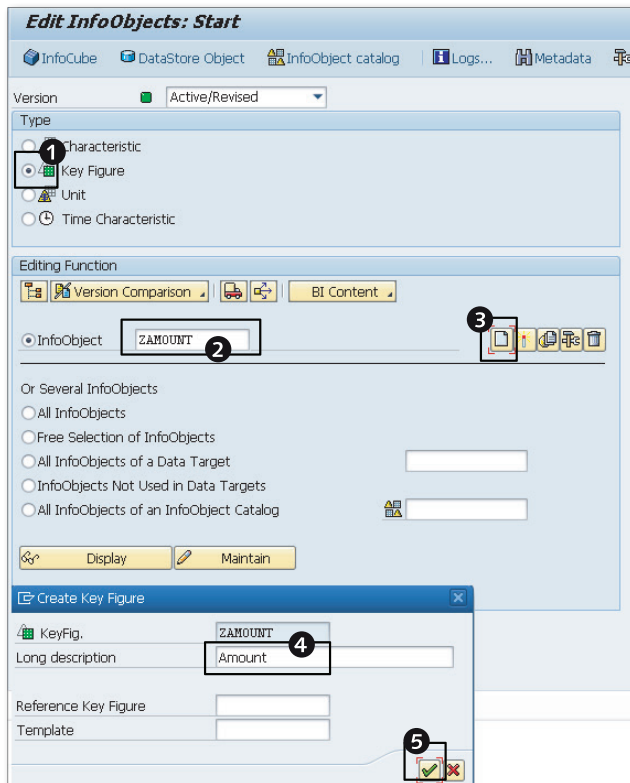 Edit InfoObjects: Start
InfoCube DataStore Object InfoObject catalog Logs... Metadata
Version Active/Revised
Type
1 Characteristic
Key Figure
Unit
Time Characteristic
Editing Function
Version Comparison BI Content
3
InfoObject ZAMOUNT
2
Or Several InfoObjects
All InfoObjects
Free Selection of InfoObjects
All InfoObjects of a Data Target
InfoObjects Not Used in Data Targets
All InfoObjects of an InfoObject Catalog
Display Maintain
Create Key Figure
KeyFig. ZAMOUNT
4
Long description Amount
Reference Key Figure
Template
5